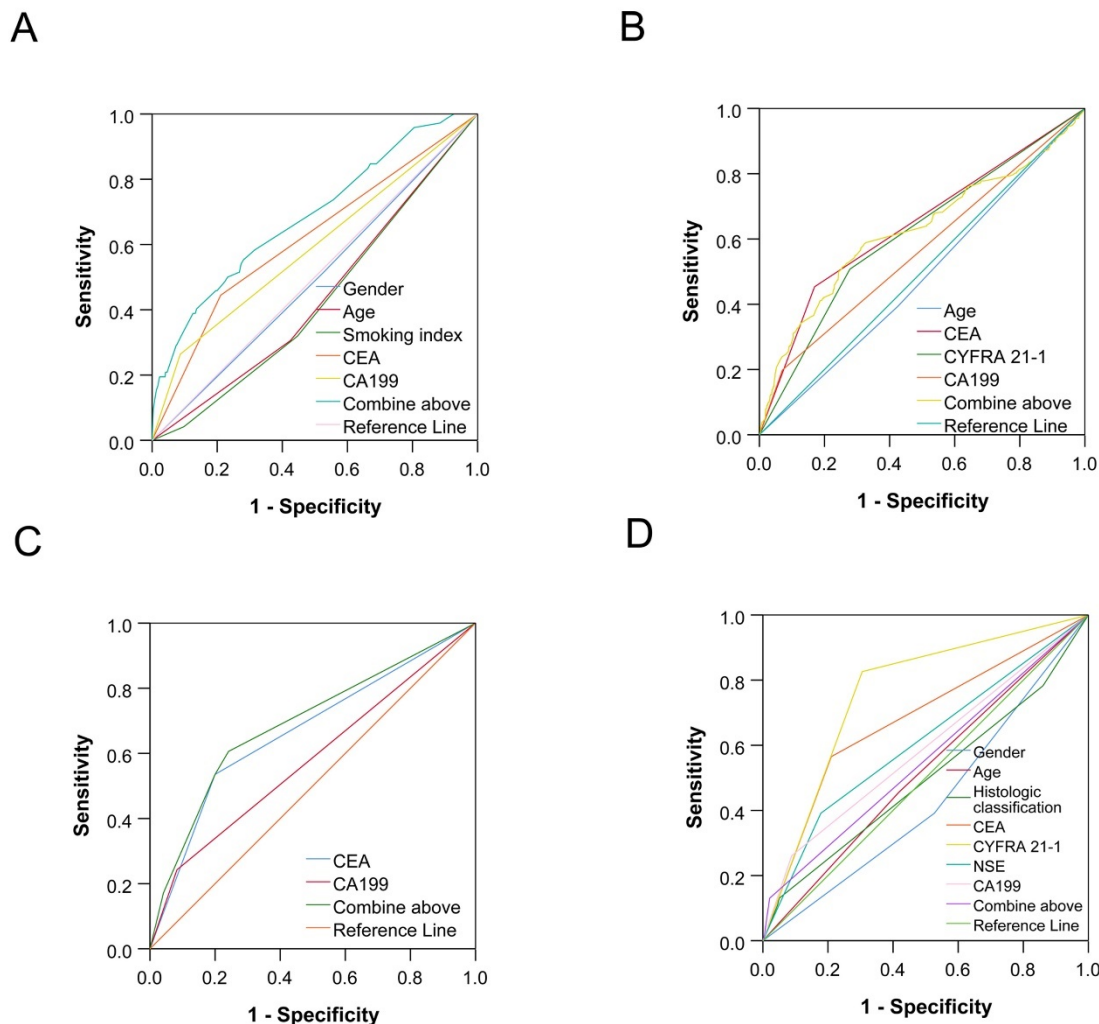 A
B
1.0
0.8
0.6
0.4
0.2
0.0
Sensitivity
Gender
Age
Smoking index
CEA
CA199
Combine above
Reference Line
0.0 0.2 0.4 0.6 0.8 1.0
1 - Specificity
1.0
0.8
0.6
0.4
0.2
0.0
Sensitivity
Age
CEA
CYFRA 21-1
CA199
Combine above
Reference Line
0.0 0.2 0.4 0.6 0.8 1.0
1 - Specificity
C
D
1.0
0.8
0.6
0.4
0.2
0.0
Sensitivity
CEA
CA199
Combine above
Reference Line
0.0 0.2 0.4 0.6 0.8 1.0
1 - Specificity
1.0
0.8
0.6
0.4
0.2
0.0
Sensitivity
Gender
Age
Histologic
classification
CEA
CYFRA 21-1
NSE
CA199
Combine above
Reference Line
0.0 0.2 0.4 0.6 0.8 1.0
1 - Specificity